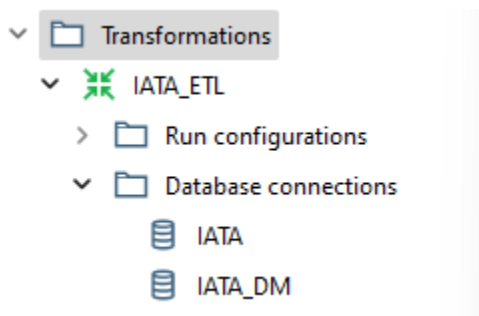 Transformations
IATA_ETL
Run configurations
Database connections
IATA
IATA_DM